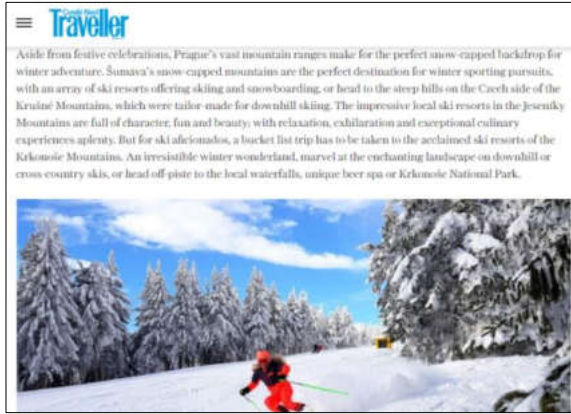 Condé Nast
Traveller
Aside from festive celebrations, Prague's vast mountain ranges make for the perfect snow-capped backdrop for
winter adventure. Šumava's snow-capped mountains are the perfect destination for winter sporting pursuits,
with an array of ski resorts offering skiing and snowboarding, or head to the steep hills on the Czech side of the
Krušné Mountains, which were tailor-made for downhill skiing. The impressive local ski resorts in the Jeseníky
Mountains are full of character, fun and beauty; with relaxation, exhilaration and exceptional culinary
experiences aplenty. But for ski aficionados, a bucket list trip has to be taken to the acclaimed ski resorts of the
Krkonoše Mountains. An irresistible winter wonderland, marvel at the enchanting landscape on downhill or
cross-country skis, or head off-piste to the local waterfalls, unique beer spa or Krkonoše National Park.